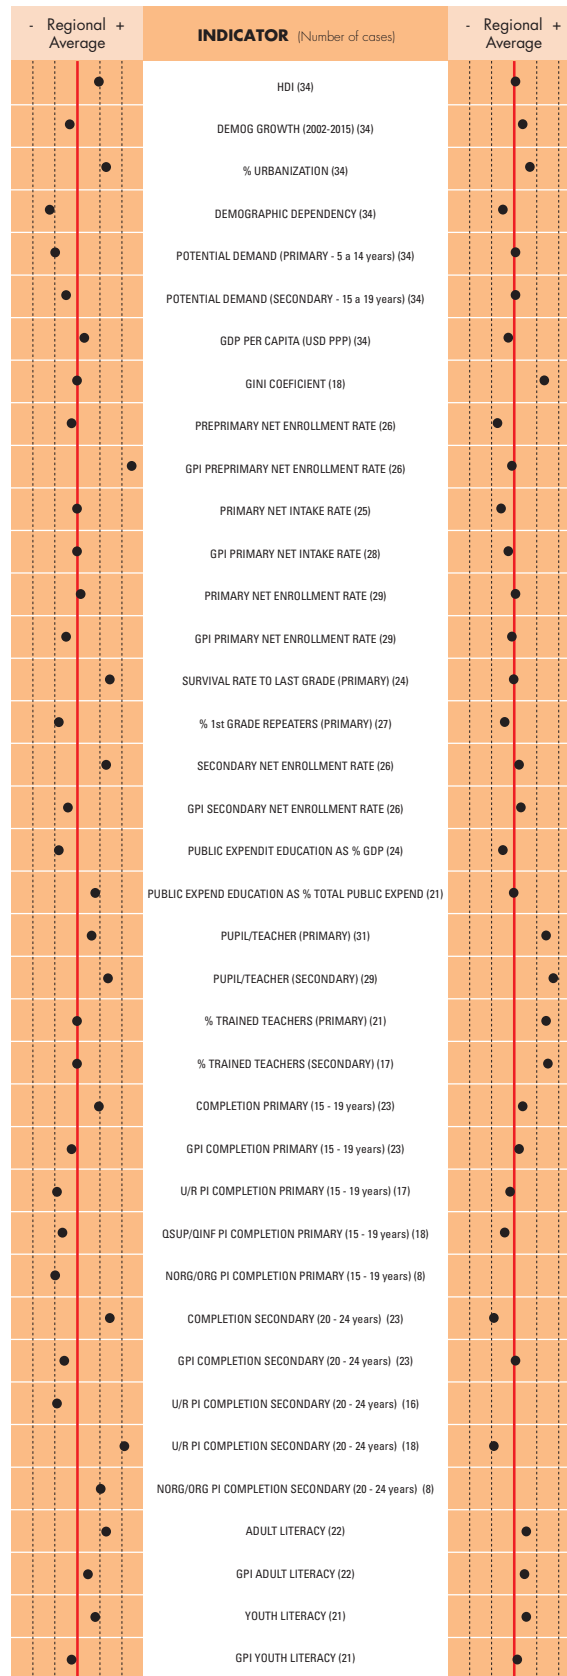 - Regional +
Average
INDICATOR (Number of cases)
- Regional +
Average
HDI (34)
DEMOG GROWTH (2002-2015) (34)
% URBANIZATION (34)
DEMOGRAPHIC DEPENDENCY (34)
POTENTIAL DEMAND (PRIMARY - 5 a 14 years) (34)
POTENTIAL DEMAND (SECONDARY - 15 a 19 years) (34)
GDP PER CAPITA (USD PPP) (34)
GINI COEFICIENT (18)
PREPRIMARY NET ENROLLMENT RATE (26)
GPI PREPRIMARY NET ENROLLMENT RATE (26)
PRIMARY NET INTAKE RATE (25)
GPI PRIMARY NET INTAKE RATE (28)
PRIMARY NET ENROLLMENT RATE (29)
GPI PRIMARY NET ENROLLMENT RATE (29)
SURVIVAL RATE TO LAST GRADE (PRIMARY) (24)
% 1st GRADE REPEATERS (PRIMARY) (27)
SECONDARY NET ENROLLMENT RATE (26)
GPI SECONDARY NET ENROLLMENT RATE (26)
PUBLIC EXPENDIT EDUCATION AS % GDP (24)
PUBLIC EXPEND EDUCATION AS % TOTAL PUBLIC EXPEND (21)
PUPIL/TEACHER (PRIMARY) (31)
PUPIL/TEACHER (SECONDARY) (29)
% TRAINED TEACHERS (PRIMARY) (21)
% TRAINED TEACHERS (SECONDARY) (17)
COMPLETION PRIMARY (15 - 19 years) (23)
GPI COMPLETION PRIMARY (15 - 19 years) (23)
U/R PI COMPLETION PRIMARY (15 - 19 years) (17)
QSUP/QINF PI COMPLETION PRIMARY (15 - 19 years) (18)
NORG/ORG PI COMPLETION PRIMARY (15 - 19 years) (8)
COMPLETION SECONDARY (20 - 24 years) (23)
GPI COMPLETION SECONDARY (20 - 24 years) (23)
U/R PI COMPLETION SECONDARY (20 - 24 years) (16)
U/R PI COMPLETION SECONDARY (20 - 24 years) (18)
NORG/ORG PI COMPLETION SECONDARY (20 - 24 years) (8)
ADULT LITERACY (22)
GPI ADULT LITERACY (22)
YOUTH LITERACY (21)
GPI YOUTH LITERACY (21)